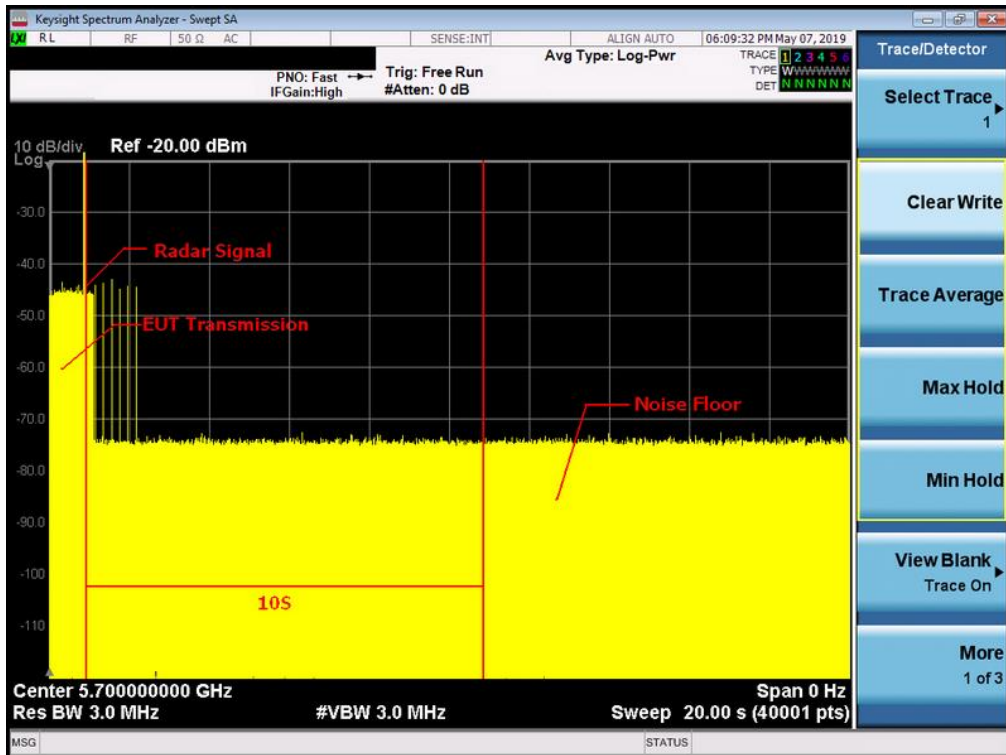 Keysight Spectrum Analyzer - Swept SA
LXI RL RF 50 Ω AC SENSE:INT ALIGN AUTO 06:09:32 PM May 07, 2019
Trace/Detector
PNO: Fast Trig: Free Run Avg Type: Log-Pwr TRACE 1 2 3 4 5 6
IFGain:High #Atten: 0 dB TYPE WWWWWW
DET N N N N N N
Select Trace
1
10 dB/div Ref -20.00 dBm
Log
Clear Write
-30.0
Radar Signal
-40.0
Trace Average
-50.0
EUT Transmission
-60.0
Max Hold
Noise Floor
-70.0
-80.0
Min Hold
-90.0
View Blank
Trace On
-100
10S
-110
More
1 of 3
Center 5.700000000 GHz Span 0 Hz
Res BW 3.0 MHz #VBW 3.0 MHz Sweep 20.00 s (40001 pts)
MSG STATUS